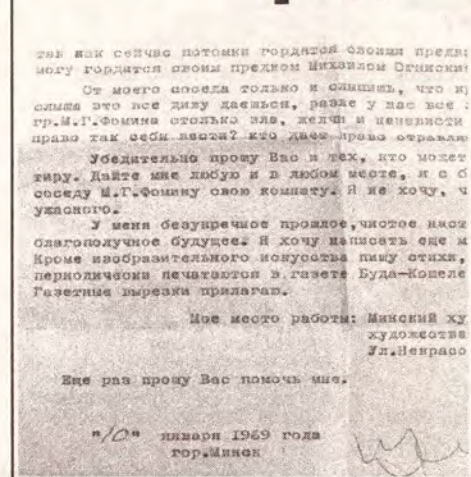 так как сейчас потомки гордятся своими пред
могу гордится своим предком Михаилом Огински
От моего соседа только и слышишь, что
слыша это все диву даешься, разве у нас все
гр.М.Г.Фомина столько зла, желчи и ненависти
право так себя вести? кто дает право отравля
Убедительно прошу Вас и тех, кто может
тиру. Дайте мне любую и в любом месте, и с б
соседу М.Г.Фомину свою комнату. Я не хочу, ч
ужасного.
У меня безупречное прошлое,чистое наст
благополучное будущее. Я хочу написать еще м
Кроме изобразительного искусства пишу стихи,
периодически печатаются в газете Буда-Кошеле
Газетные вырезки прилагаю.
Мое место работы: Минский ху
художестве
Ул.Некрасо
Еще раз прошу Вас помочь мне.
"10" января 1969 года
гор.Минск